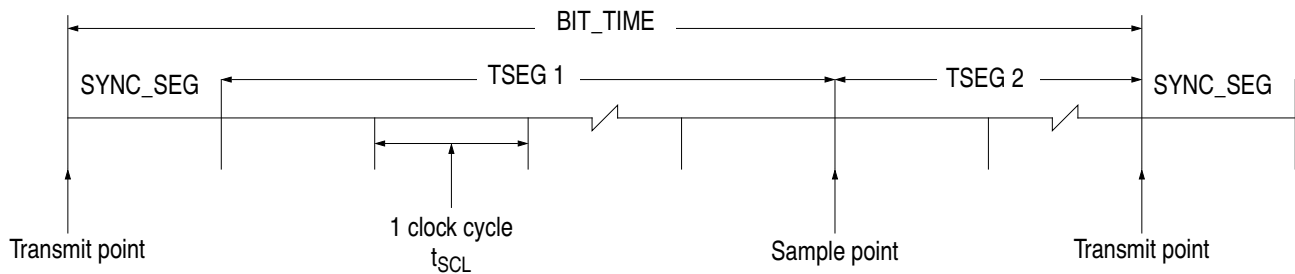 BIT_TIME
SYNC_SEG
TSEG 1
TSEG 2
SYNC_SEG
Transmit point
1 clock cycle
tSCL
Sample point
Transmit point